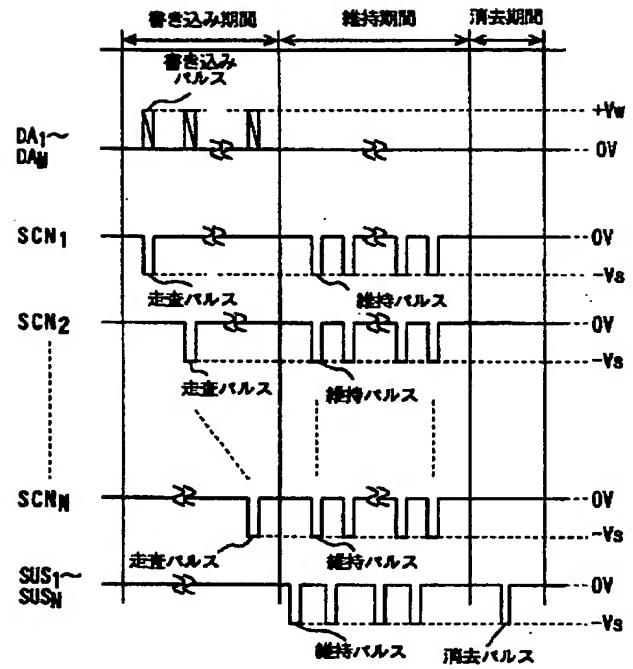 書き込み期間 維持期間 消去期間
書き込み
パルス
+Vw
DA1〜
DAM
0V
SCN1
0V
-Vs
走査パルス 維持パルス
SCN2
0V
-Vs
走査パルス 維持パルス
SCNN
0V
-Vs
走査パルス 維持パルス
SUS1〜
SUSN
0V
-Vs
維持パルス 消去パルス